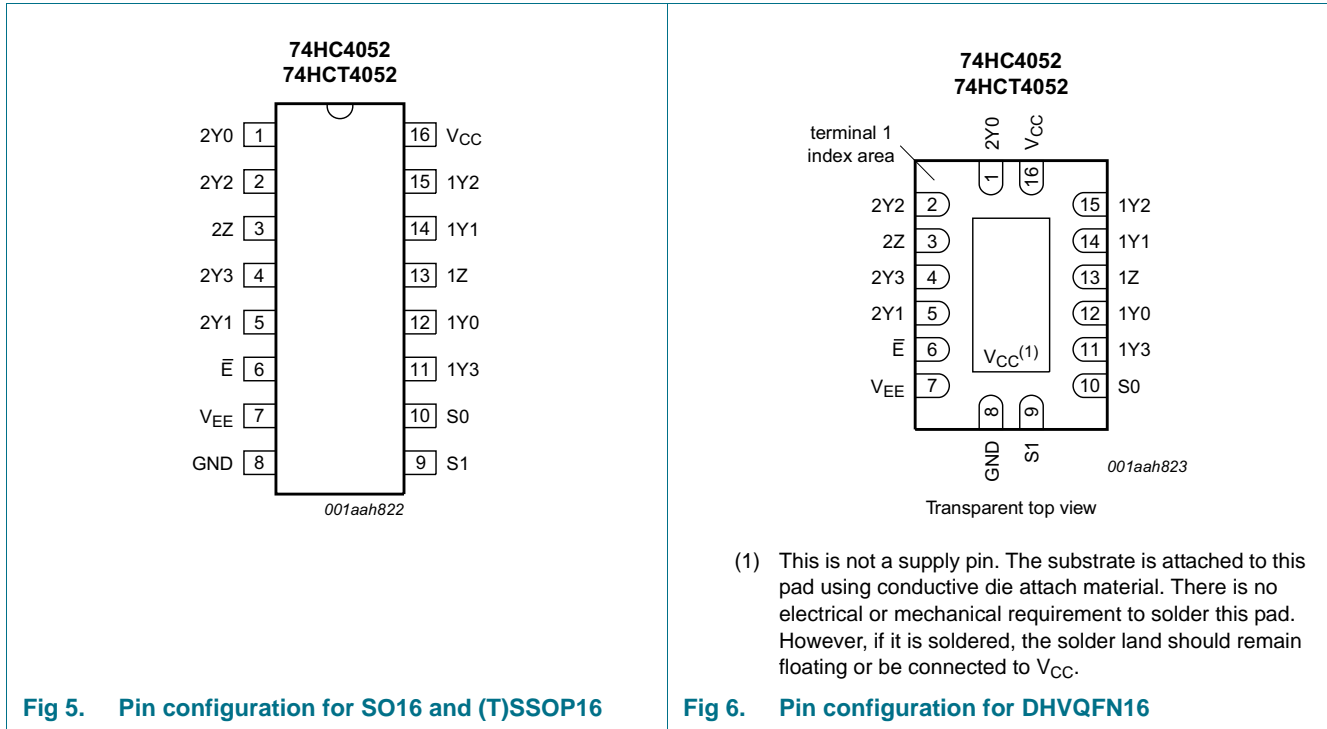 74HC4052
74HCT4052
2Y0 1 16 VCC
2Y2 2 15 1Y2
2Z 3 14 1Y1
2Y3 4 13 1Z
2Y1 5 12 1Y0
E̅ 6 11 1Y3
VEE 7 10 S0
GND 8 9 S1
001aah822
Fig 5. Pin configuration for SO16 and (T)SSOP16
74HC4052
74HCT4052
terminal 1
index area
2Y0 VCC
1 16
2Y2 2 15 1Y2
2Z 3 14 1Y1
2Y3 4 13 1Z
2Y1 5 12 1Y0
E̅ 6 VCC(1) 11 1Y3
VEE 7 10 S0
8 9
GND S1
001aah823
Transparent top view
(1) This is not a supply pin. The substrate is attached to this
pad using conductive die attach material. There is no
electrical or mechanical requirement to solder this pad.
However, if it is soldered, the solder land should remain
floating or be connected to VCC.
Fig 6. Pin configuration for DHVQFN16